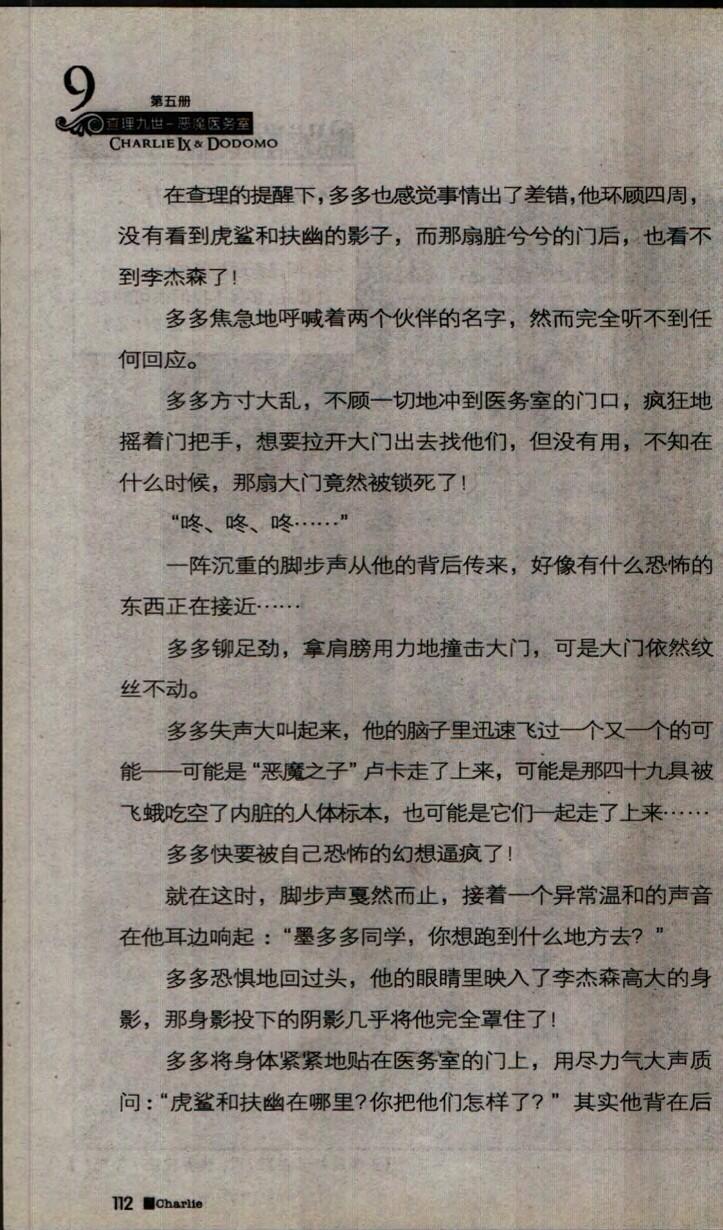 9
第五册
查理九世-恶魔医务室
CHARLIE IX & DODOMO
在查理的提醒下，多多也感觉事情出了差错，他环顾四周，
没有看到虎鲨和扶幽的影子，而那扇脏兮兮的门后，也看不
到李杰森了！
多多焦急地呼喊着两个伙伴的名字，然而完全听不到任
何回应。
多多方寸大乱，不顾一切地冲到医务室的门口，疯狂地
摇着门把手，想要拉开大门出去找他们，但没有用，不知在
什么时候，那扇大门竟然被锁死了！
“咚、咚、咚……”
一阵沉重的脚步声从他的背后传来，好像有什么恐怖的
东西正在接近……
多多铆足劲，拿肩膀用力地撞击大门，可是大门依然纹
丝不动。
多多失声大叫起来，他的脑子里迅速飞过一个又一个的可
能——可能是“恶魔之子”卢卡走了上来，可能是那四十九具被
飞蛾吃空了内脏的人体标本，也可能是它们一起走了上来……
多多快要被自己恐怖的幻想逼疯了！
就在这时，脚步声戛然而止，接着一个异常温和的声音
在他耳边响起：“墨多多同学，你想跑到什么地方去？”
多多恐惧地回过头，他的眼睛里映入了李杰森高大的身
影，那身影投下的阴影几乎将他完全罩住了！
多多将身体紧紧地贴在医务室的门上，用尽力气大声质
问：“虎鲨和扶幽在哪里？你把他们怎样了？”其实他背在后
112 ■Charlie